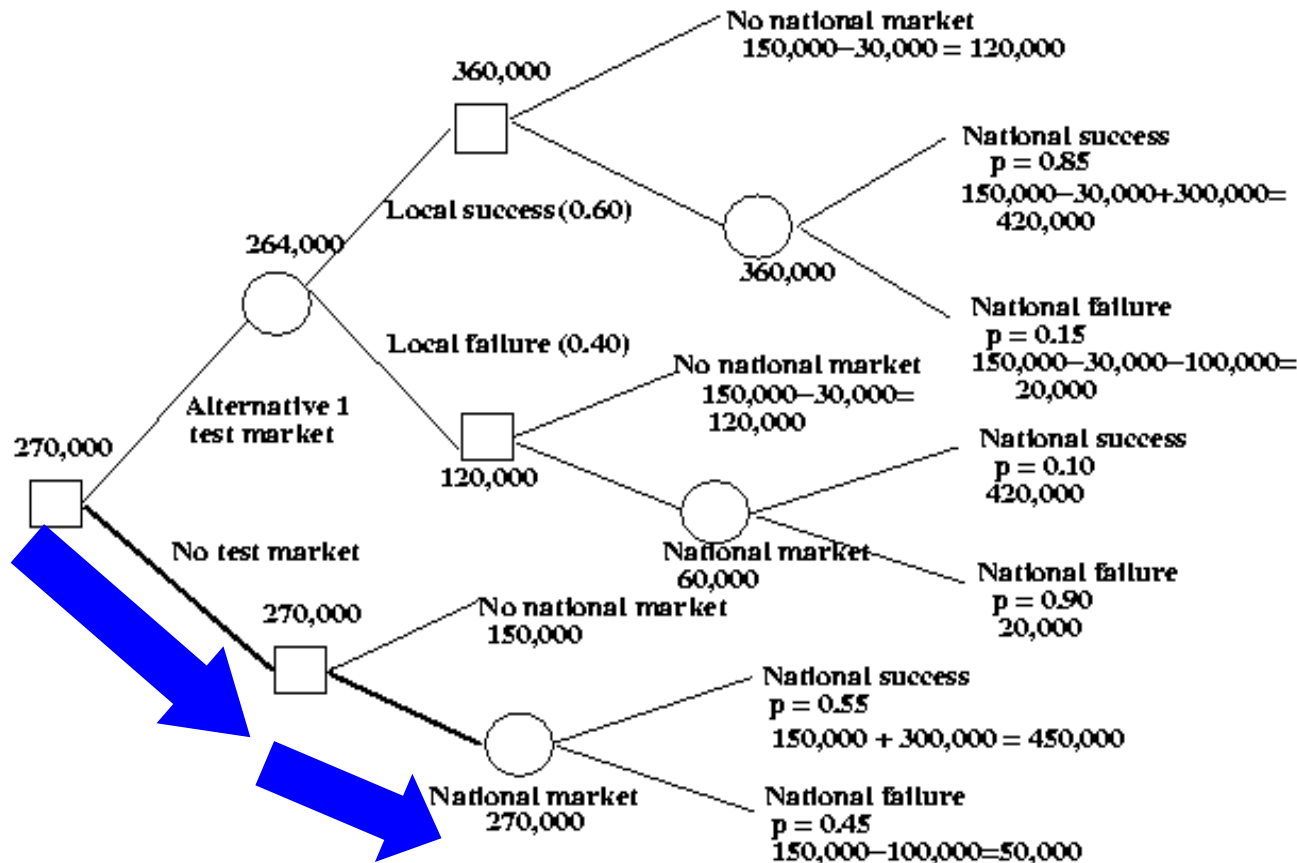 No national market
150,000−30,000 = 120,000
360,000
National success
p = 0.85
150,000−30,000+300,000=
420,000
Local success (0.60)
264,000
360,000
National failure
p = 0.15
150,000−30,000−100,000=
20,000
Local failure (0.40)
No national market
150,000−30,000=
120,000
Alternative 1
test market
National success
p = 0.10
420,000
270,000
120,000
National market
60,000
No test market
National failure
p = 0.90
20,000
270,000
No national market
150,000
National success
p = 0.55
150,000 + 300,000 = 450,000
National market
270,000
National failure
p = 0.45
150,000−100,000=50,000